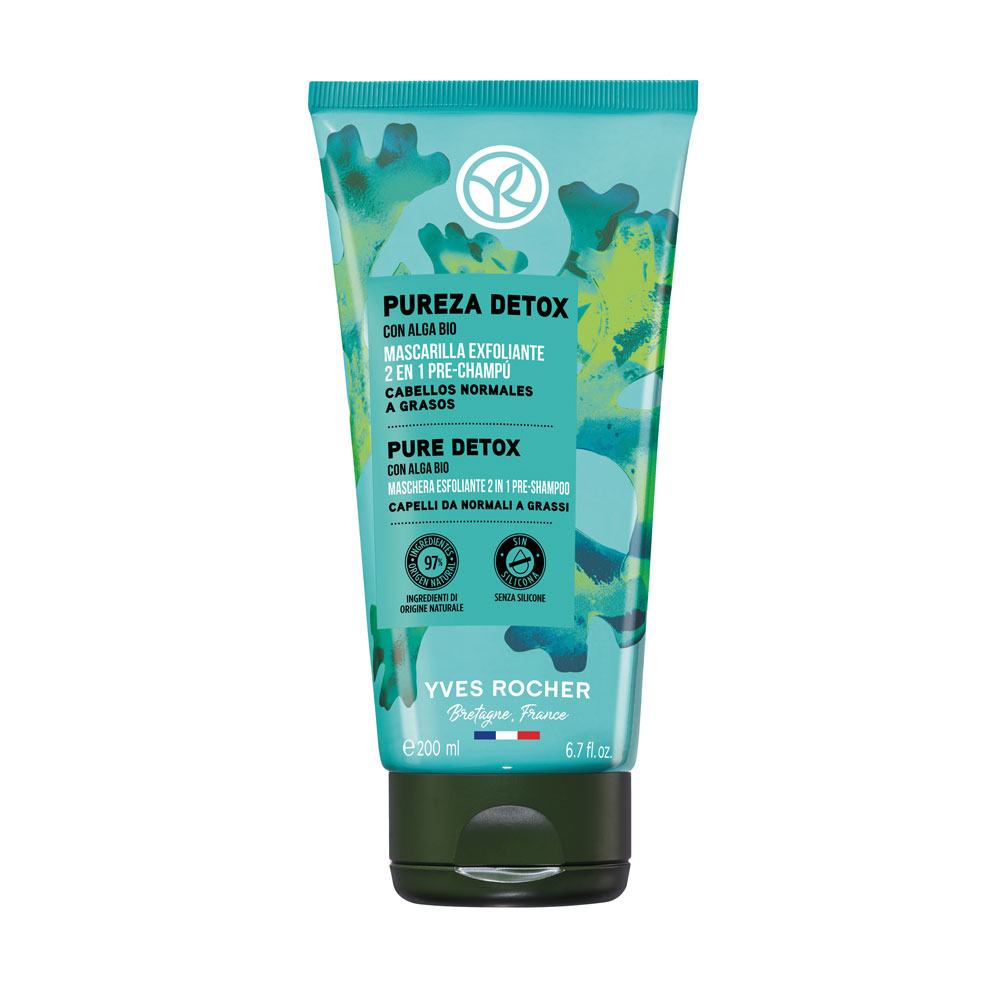 PUREZA DETOX
CON ALGA BIO
MASCARILLA EXFOLIANTE
2 EN 1 PRE-CHAMPÚ
CABELLOS NORMALES
A GRASOS
PURE DETOX
CON ALGA BIO
MASCHERA ESFOLIANTE 2 IN 1 PRE-SHAMPOO
CAPELLI DA NORMALI A GRASSI
INGREDIENTES
97%
ORIGEN NATURAL
INGREDIENTI DI
ORIGINE NATURALE
SIN
SILICONA
SENZA SILICONE
YVES ROCHER
Bretagne, France
℮200 ml 6.7 fl. oz.